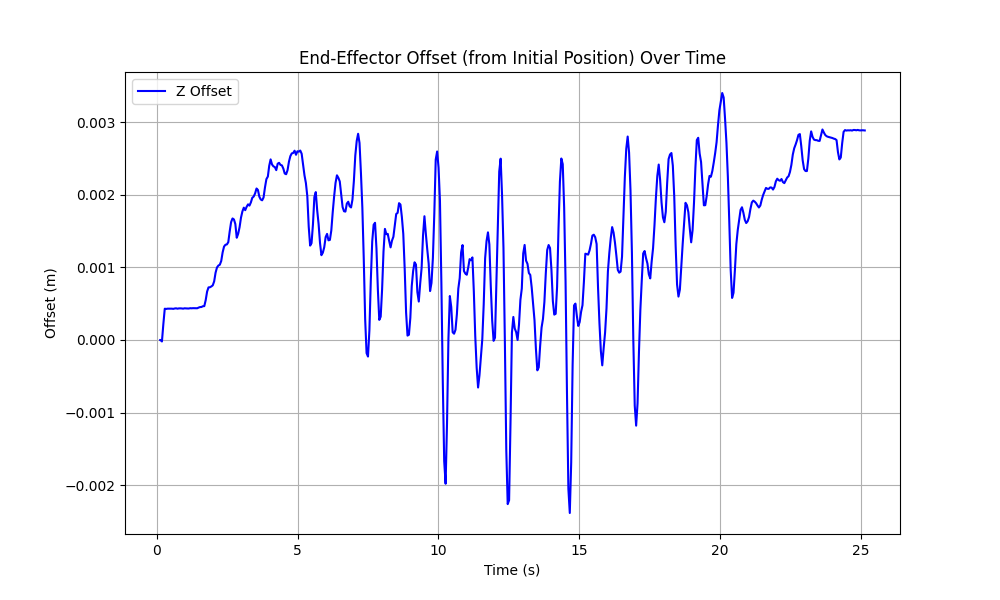 End-Effector Offset (from Initial Position) Over Time
Z Offset
0.003
0.002
0.001
0.000
−0.001
−0.002
Offset (m)
0 5 10 15 20 25
Time (s)